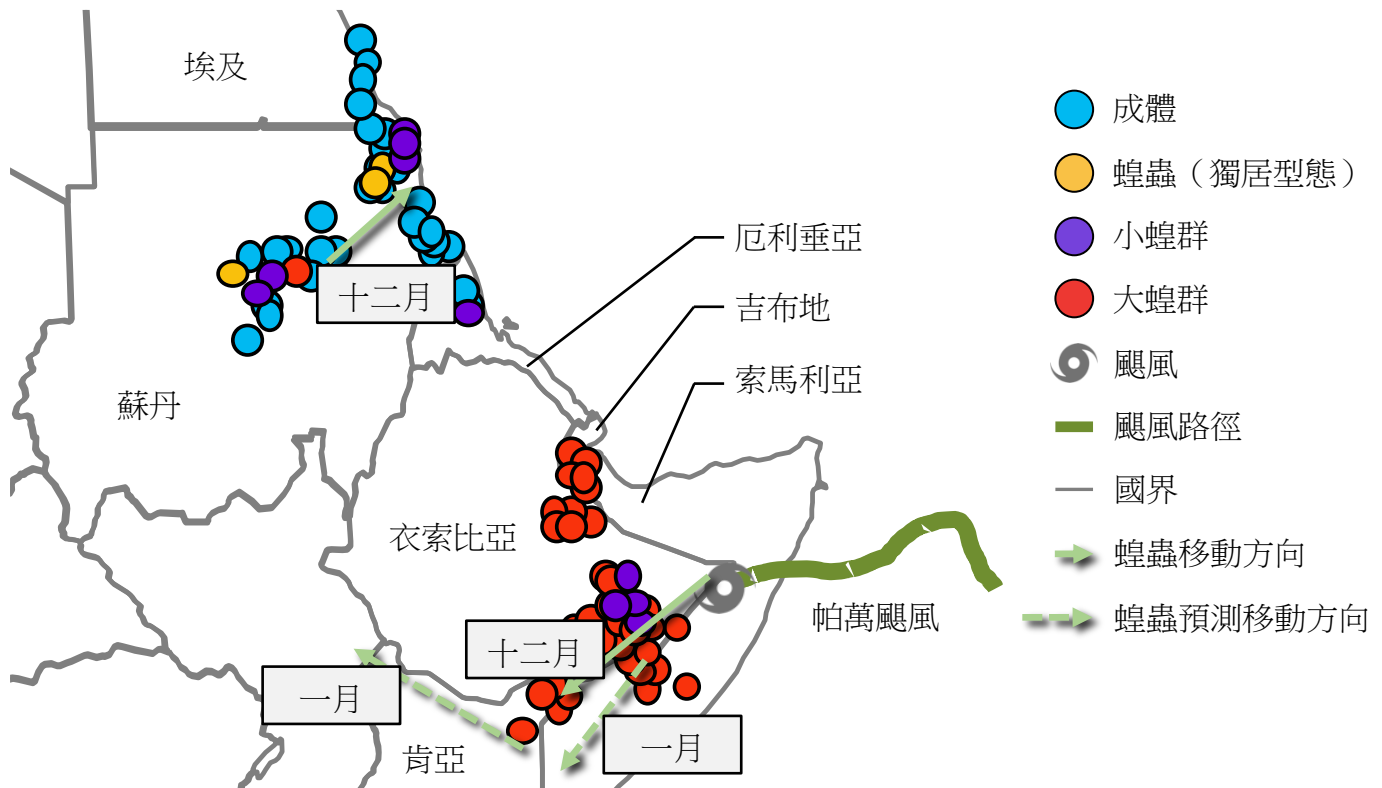 埃及
蘇丹
十二月
厄利垂亞
吉布地
索馬利亞
衣索比亞
帕萬颶風
十二月
一月
一月
肯亞
成體
蝗蟲（獨居型態）
小蝗群
大蝗群
颶風
颶風路徑
國界
蝗蟲移動方向
蝗蟲預測移動方向